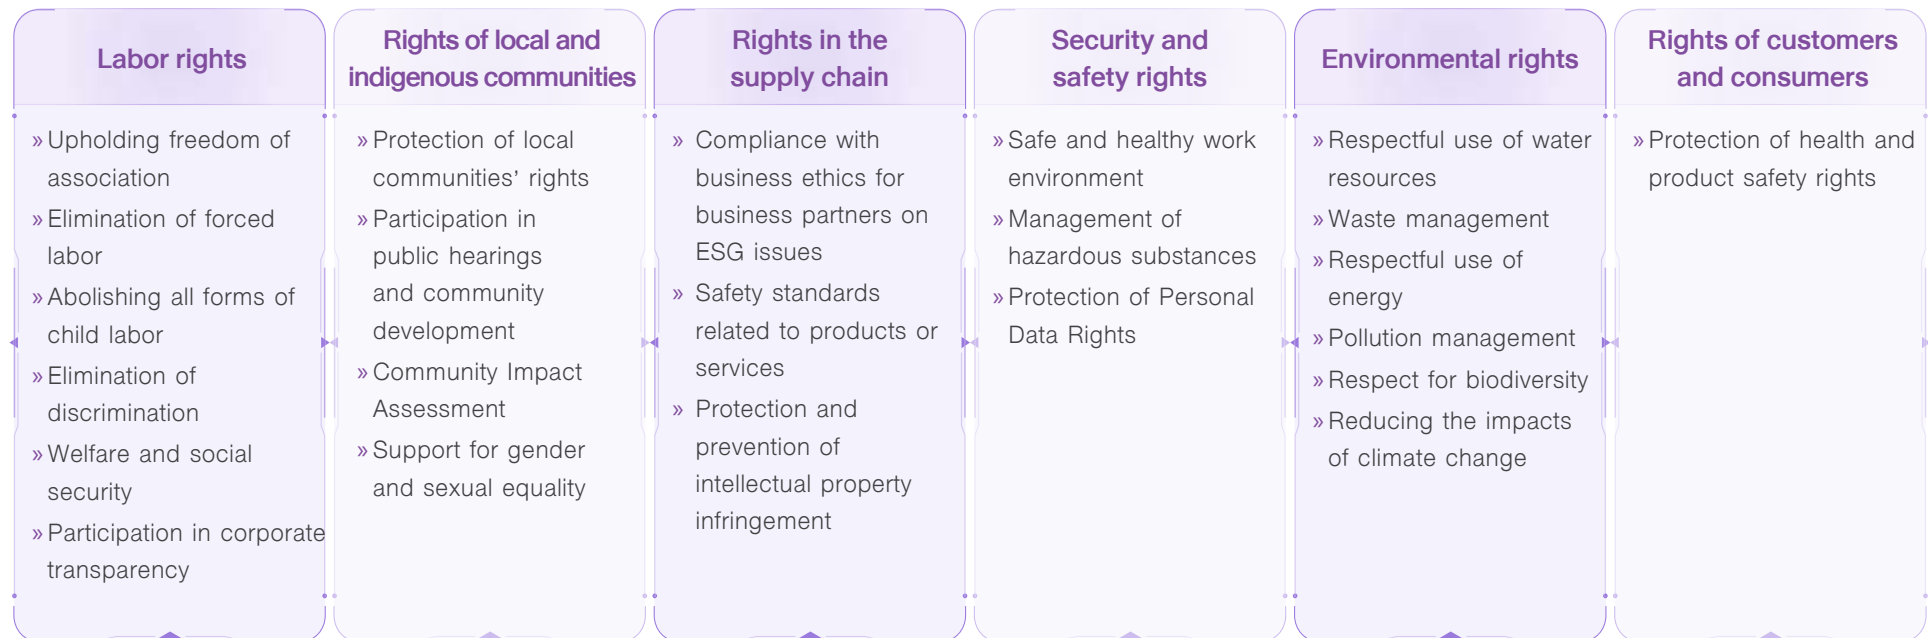 Labor rights
» Upholding freedom of
association
» Elimination of forced
labor
» Abolishing all forms of
child labor
» Elimination of
discrimination
» Welfare and social
security
» Participation in corporate
transparency
Rights of local and
indigenous communities
» Protection of local
communities’ rights
» Participation in
public hearings
and community
development
» Community Impact
Assessment
» Support for gender
and sexual equality
Rights in the
supply chain
» Compliance with
business ethics for
business partners on
ESG issues
» Safety standards
related to products or
services
» Protection and
prevention of
intellectual property
infringement
Security and
safety rights
» Safe and healthy work
environment
» Management of
hazardous substances
» Protection of Personal
Data Rights
Environmental rights
» Respectful use of water
resources
» Waste management
» Respectful use of
energy
» Pollution management
» Respect for biodiversity
» Reducing the impacts
of climate change
Rights of customers
and consumers
» Protection of health and
product safety rights